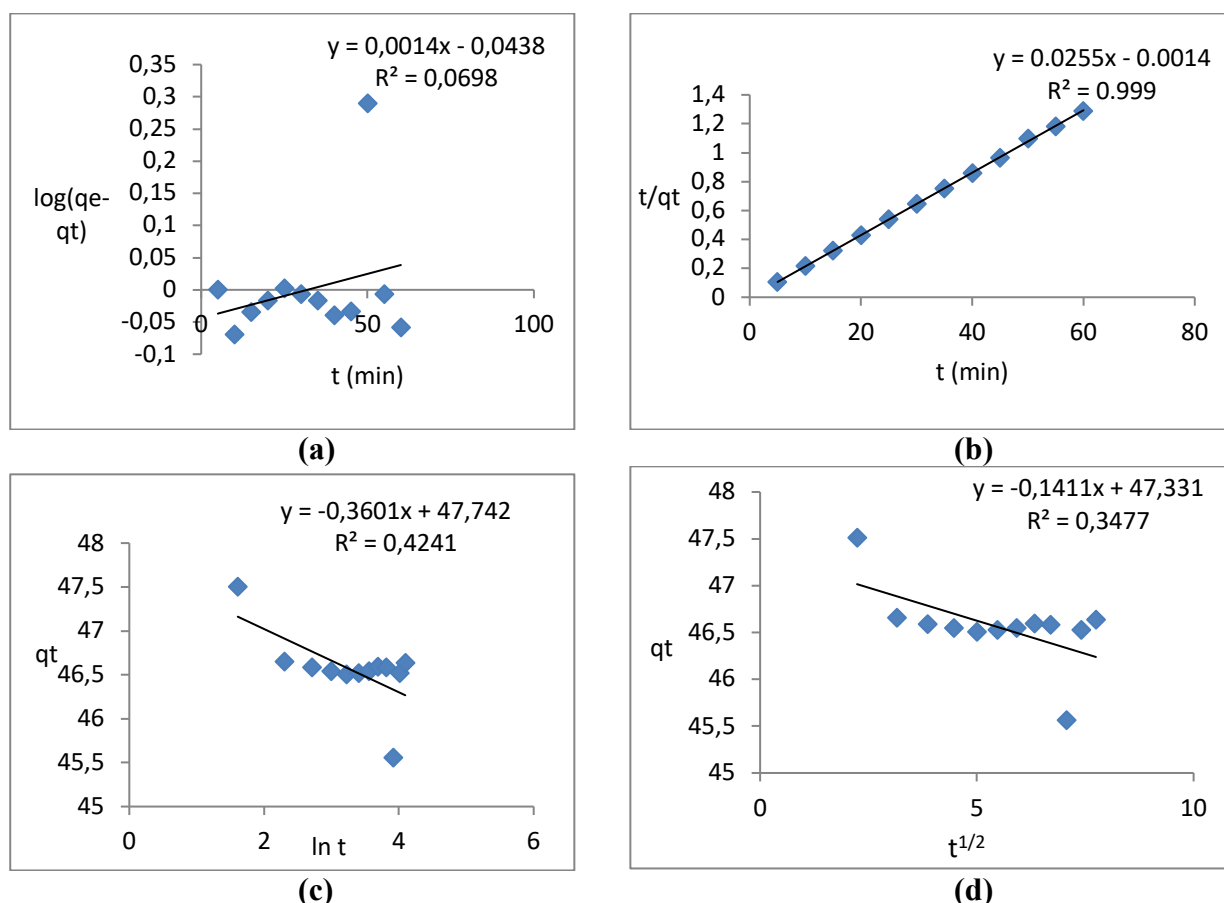 y = 0,0014x - 0,0438
R² = 0,0698
0,35
0,3
0,25
0,2
0,15
0,1
0,05
0
-0,05
-0,1
log(qe-
qt)
0
50
100
t (min)
(a)
y = 0.0255x - 0.0014
R² = 0.999
1,4
1,2
1
0,8
0,6
0,4
0,2
0
t/qt
0
20
40
60
80
t (min)
(b)
y = -0,3601x + 47,742
R² = 0,4241
48
47,5
47
46,5
46
45,5
45
qt
0
2
4
6
ln t
(c)
y = -0,1411x + 47,331
R² = 0,3477
48
47,5
47
46,5
46
45,5
45
qt
0
5
10
t^1/2
(d)